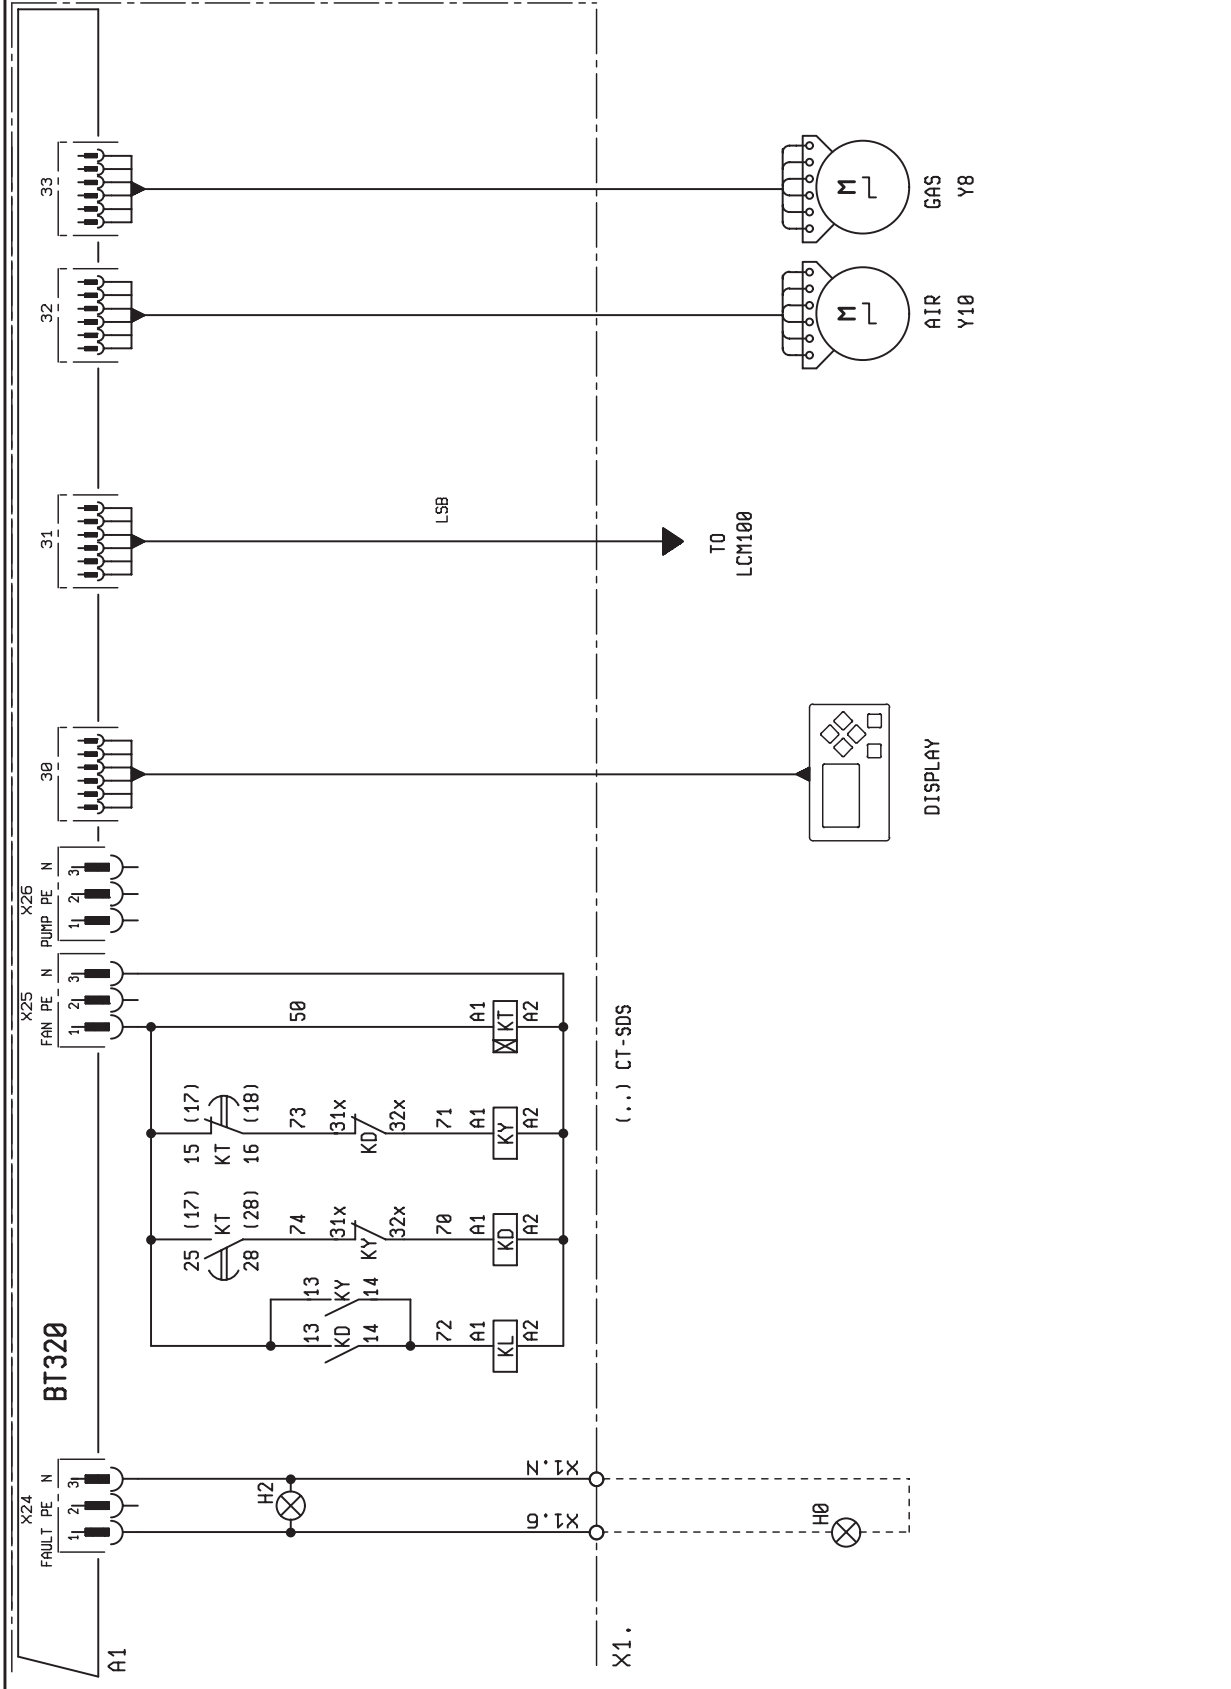 33
32
31
30
X26
PUMP PE N
1 2 3
X25
FAN PE N
1 2 3
BT320
X24
FAULT PE N
1 2 3
A1
GAS
Y8
AIR
Y10
LSB
TO
LCM100
DISPLAY
50
A1
KT
A2
15 (17)
KT
16 (18)
73
31x
KD
32x
71
A1
KY
A2
25 (17)
KT
28 (28)
74
31x
KY
32x
70
A1
KD
A2
13
KY
14
13
KD
14
72
A1
KL
A2
(...) CT-SDS
H2
X1.N
X1.9
H0
X1.
M
M